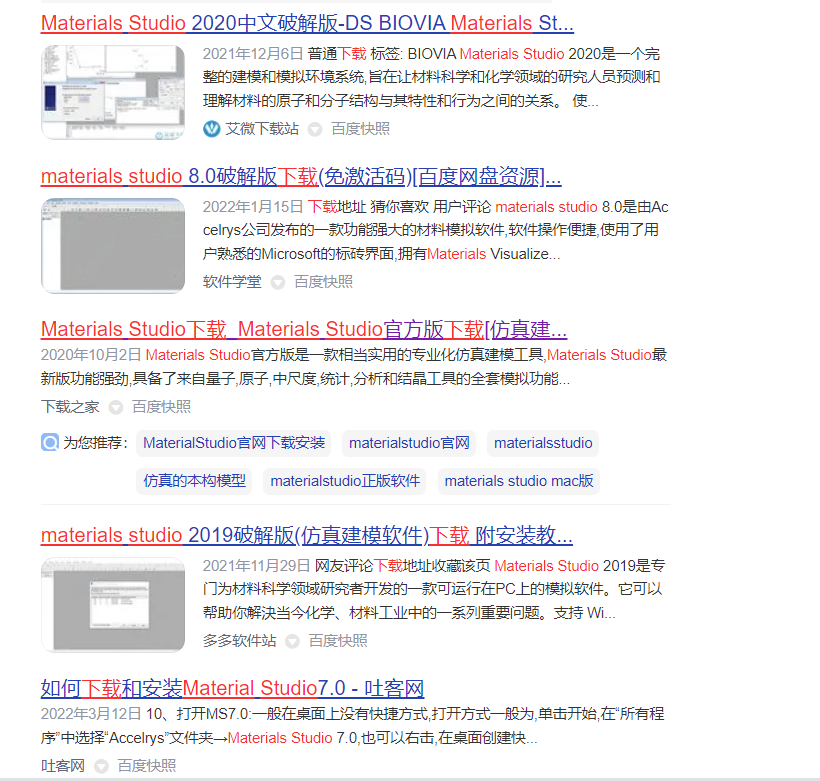 Materials Studio 2020中文破解版-DS BIOVIA Materials St...
2021年12月6日 普通下载 标签: BIOVIA Materials Studio 2020是一个完
整的建模和模拟环境系统,旨在让材料科学和化学领域的研究人员预测和
理解材料的原子和分子结构与其特性和行为之间的关系。 使...
艾微下载站 百度快照
materials studio 8.0破解版下载(免激活码)[百度网盘资源]...
2022年1月15日 下载地址 猜你喜欢 用户评论 materials studio 8.0是由Ac
celrys公司发布的一款功能强大的材料模拟软件,软件操作便捷,使用了用
户熟悉的Microsoft的标砖界面,拥有Materials Visualize...
软件学堂 百度快照
Materials Studio下载_Materials Studio官方版下载[仿真建...
2020年10月2日 Materials Studio官方版是一款相当实用的专业化仿真建模工具,Materials Studio最
新版功能强劲,具备了来自量子,原子,中尺度,统计,分析和结晶工具的全套模拟功能...
下载之家 百度快照
为您推荐: MaterialStudio官网下载安装 materialstudio官网 materialsstudio
仿真的本构模型 materialstudio正版软件 materials studio mac版
materials studio 2019破解版(仿真建模软件)下载 附安装教...
2021年11月29日 网友评论下载地址收藏该页 Materials Studio 2019是专
门为材料科学领域研究者开发的一款可运行在PC上的模拟软件。它可以
帮助你解决当今化学、材料工业中的一系列重要问题。支持 Wi...
多多软件站 百度快照
如何下载和安装Material Studio7.0 - 吐客网
2022年3月12日 10、打开MS7.0:一般在桌面上没有快捷方式,打开方式一般为,单击开始,在“所有程
序”中选择“Accelrys”文件夹→Materials Studio 7.0,也可以右击,在桌面创建快...
吐客网 百度快照